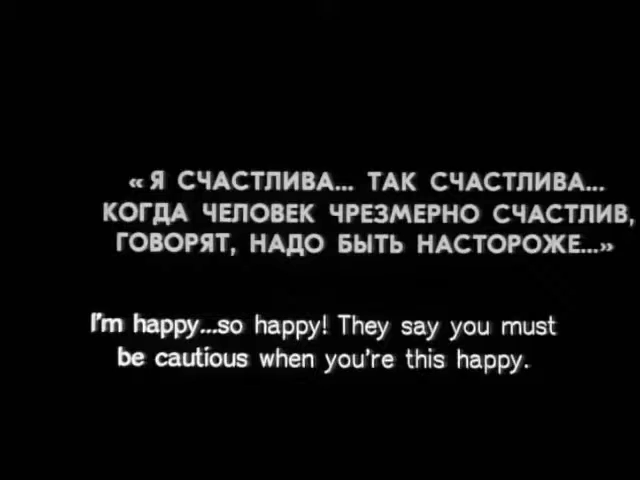 « Я СЧАСТЛИВА... ТАК СЧАСТЛИВА...
КОГДА ЧЕЛОВЕК ЧРЕЗМЕРНО СЧАСТЛИВ,
ГОВОРЯТ, НАДО БЫТЬ НАСТОРОЖЕ...»
I'm happy...so happy! They say you must
be cautious when you're this happy.